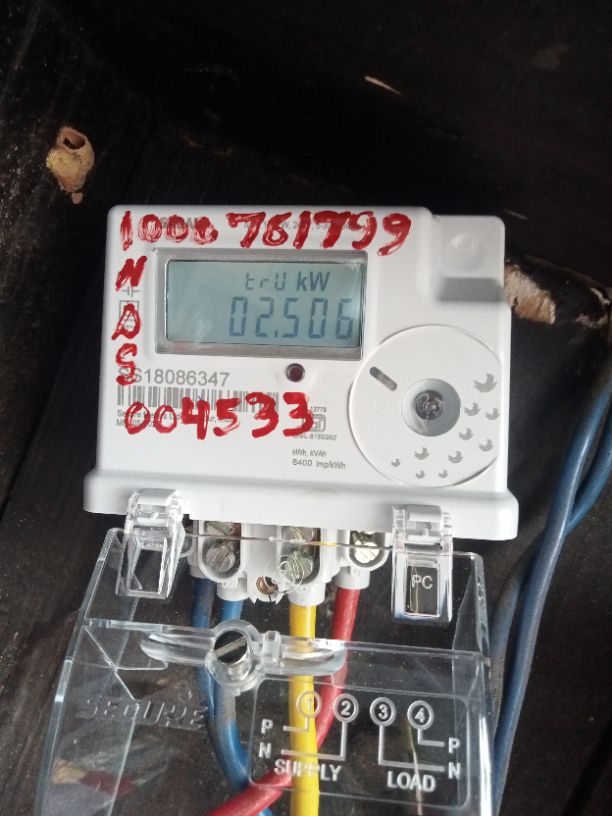 1000761799
N
D
S
004533
trU kW
02.506
SS18086347
kWh, kVAh
6400 imp/kWh
PC
SECURE
1 2 3 4
P P
N N
SUPPLY LOAD